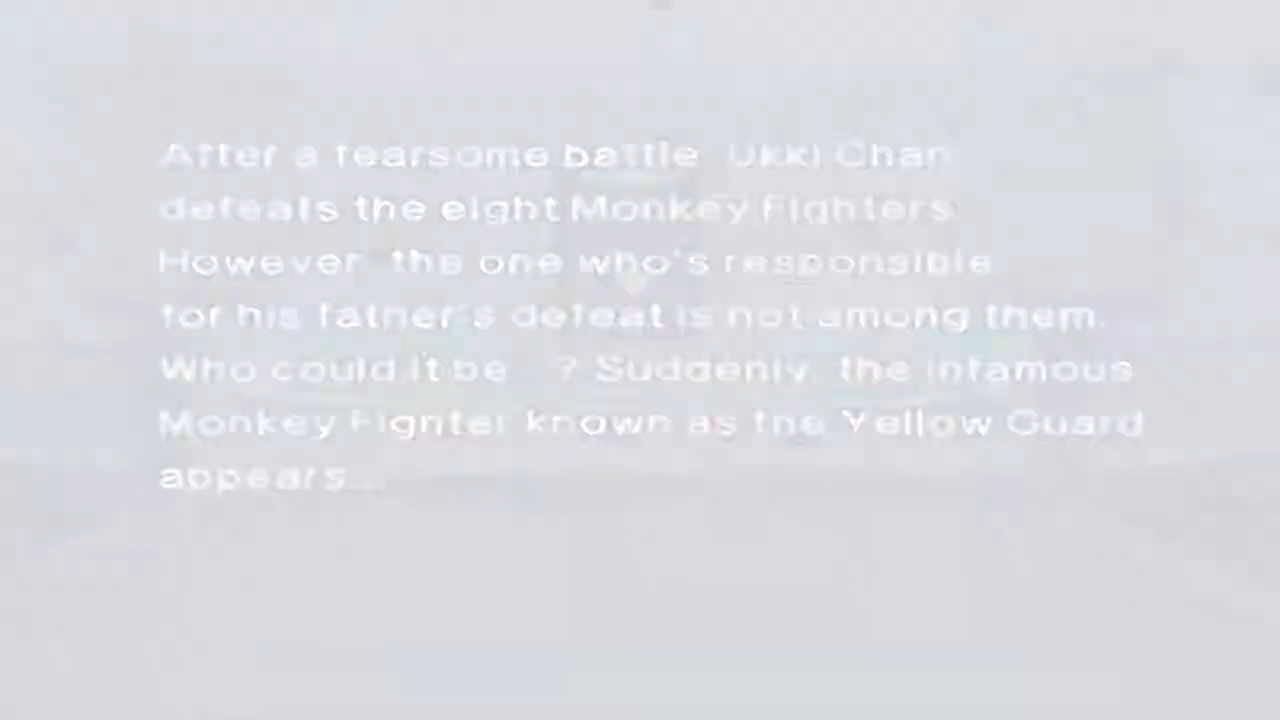 After a fearsome battle, Ukki Chan
defeats the eight Monkey Fighters.
However, the one who's responsible
for his father's defeat is not among them.
Who could it be...? Suddenly, the infamous
Monkey Fighter known as the Yellow Guard
appears...